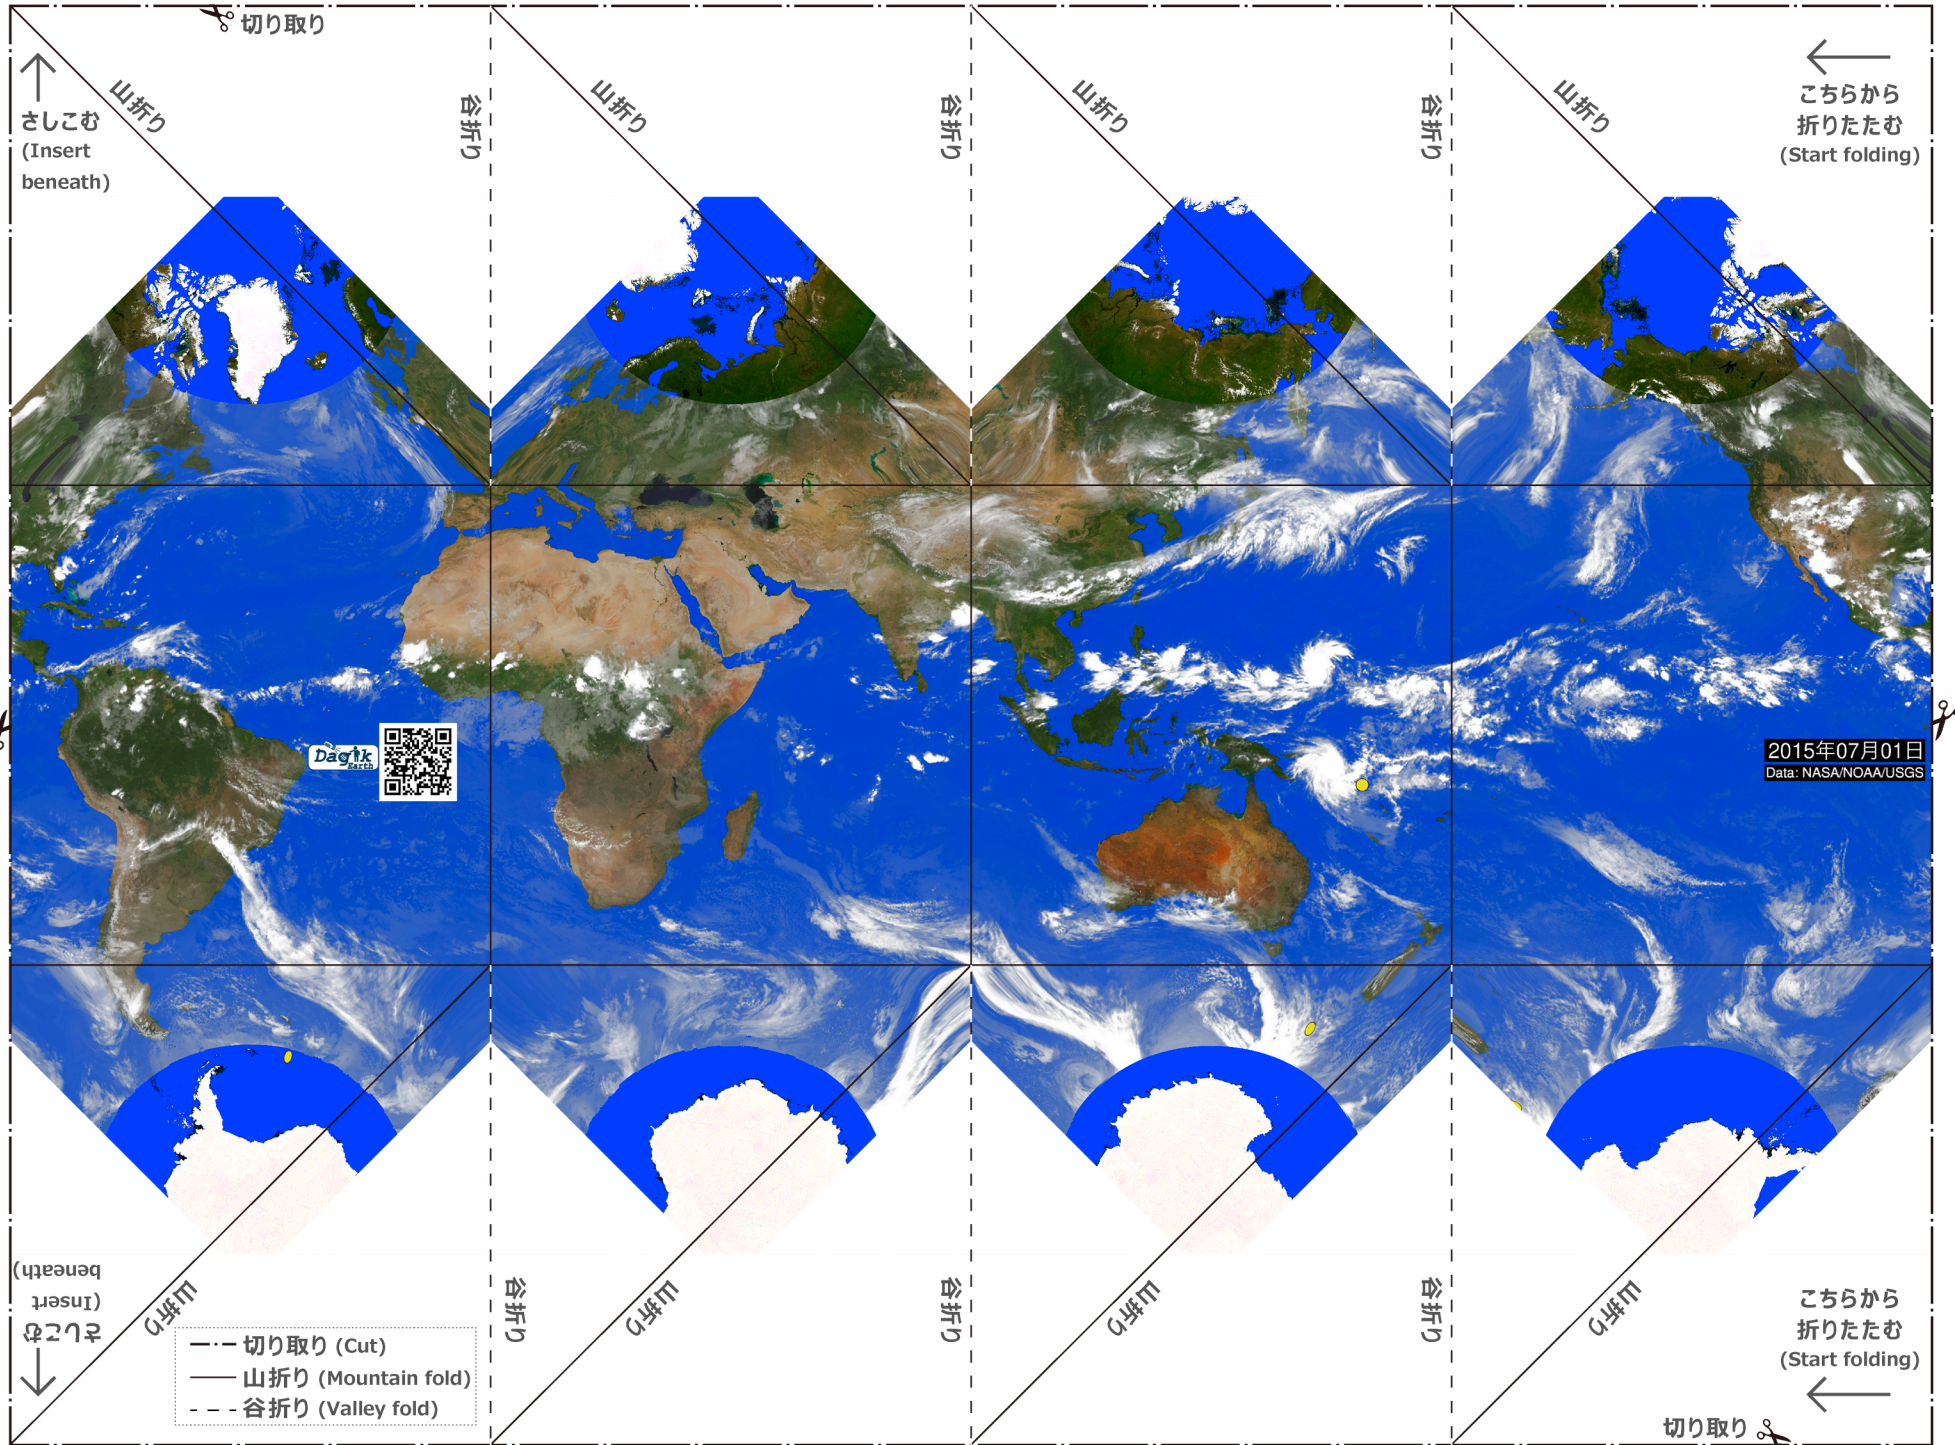 切り取り
さしこむ
(Insert
beneath)
山折り
谷折り
山折り
谷折り
山折り
谷折り
山折り
こちらから
折りたたむ
(Start folding)
Dagik
Earth
2015年07月01日
Data: NASA/NOAA/USGS
さしこむ
(Insert
beneath)
山折り
谷折り
山折り
谷折り
山折り
谷折り
山折り
こちらから
折りたたむ
(Start folding)
切り取り (Cut)
山折り (Mountain fold)
谷折り (Valley fold)
切り取り